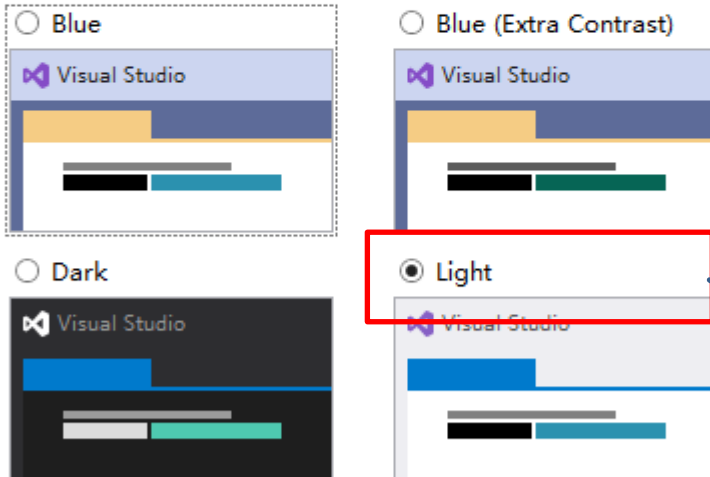 Blue
Blue (Extra Contrast)
Visual Studio
Visual Studio
Dark
Light
Visual Studio
Visual Studio